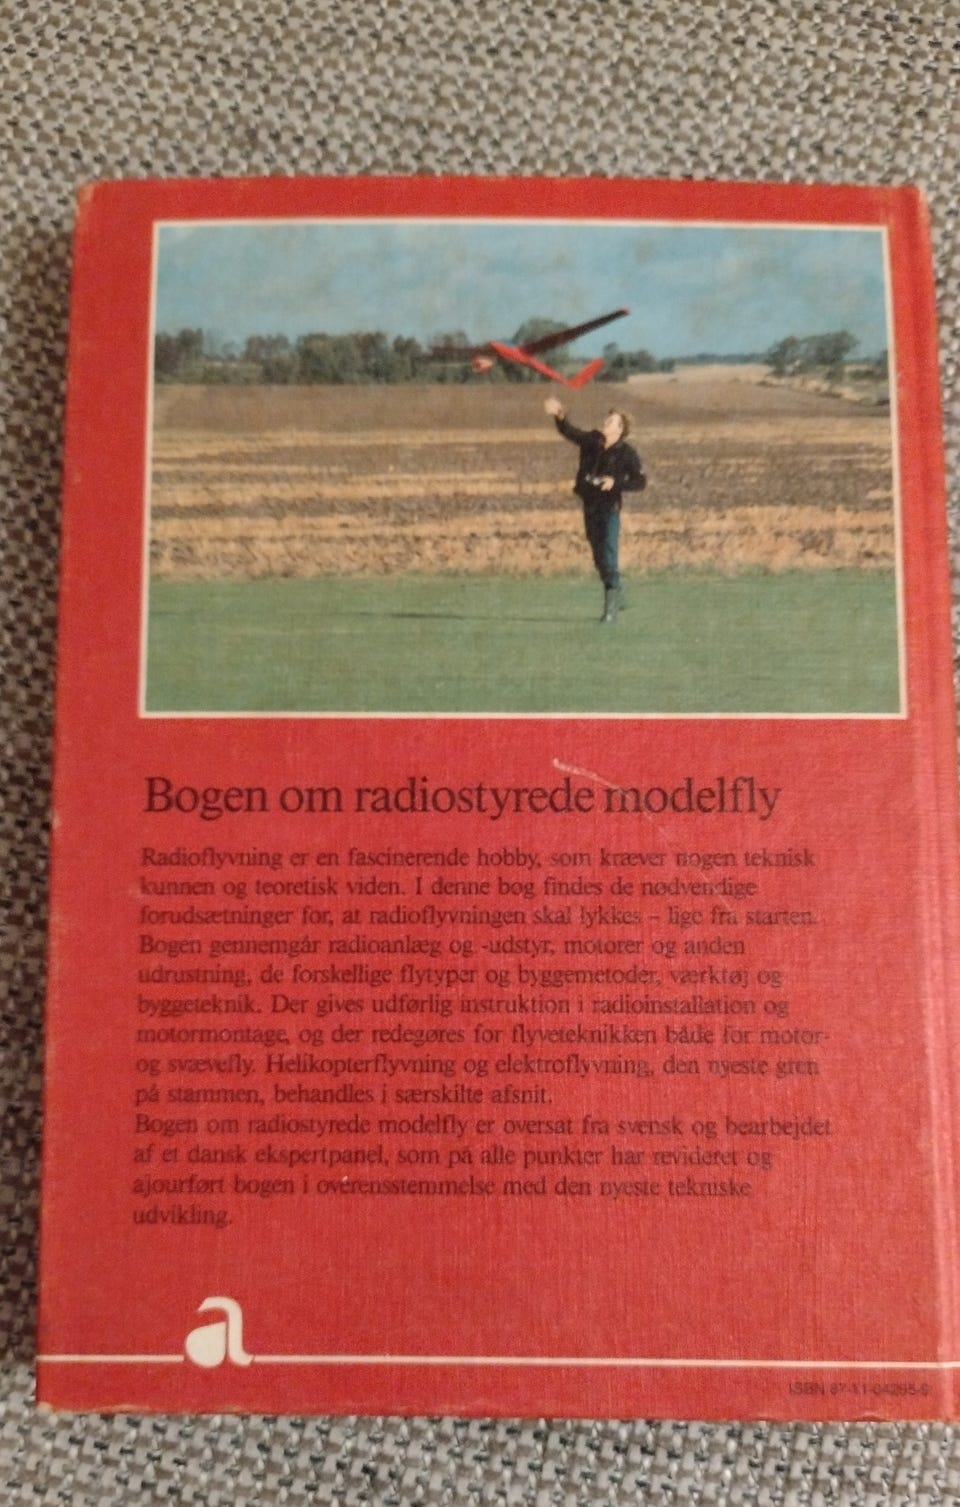 Bogen om radiostyrede modelfly
Radioflyvning er en fascinerende hobby, som kræver nogen teknisk
kunnen og teoretisk viden. I denne bog findes de nødvendige
forudsætninger for, at radioflyvningen skal lykkes – lige fra starten.
Bogen gennemgår radioanlæg og -udstyr, motorer og anden
udrustning, de forskellige flytyper og byggemetoder, værktøj og
byggeteknik. Der gives udførlig instruktion i radioinstallation og
motormontage, og der redegøres for flyveteknikken både for motor-
og svævefly. Helikopterflyvning og elektroflyvning, den nyeste gren
på stammen, behandles i særskilte afsnit.
Bogen om radiostyrede modelfly er oversat fra svensk og bearbejdet
af et dansk ekspertpanel, som på alle punkter har revideret og
ajourført bogen i overensstemmelse med den nyeste tekniske
udvikling.
a
ISBN